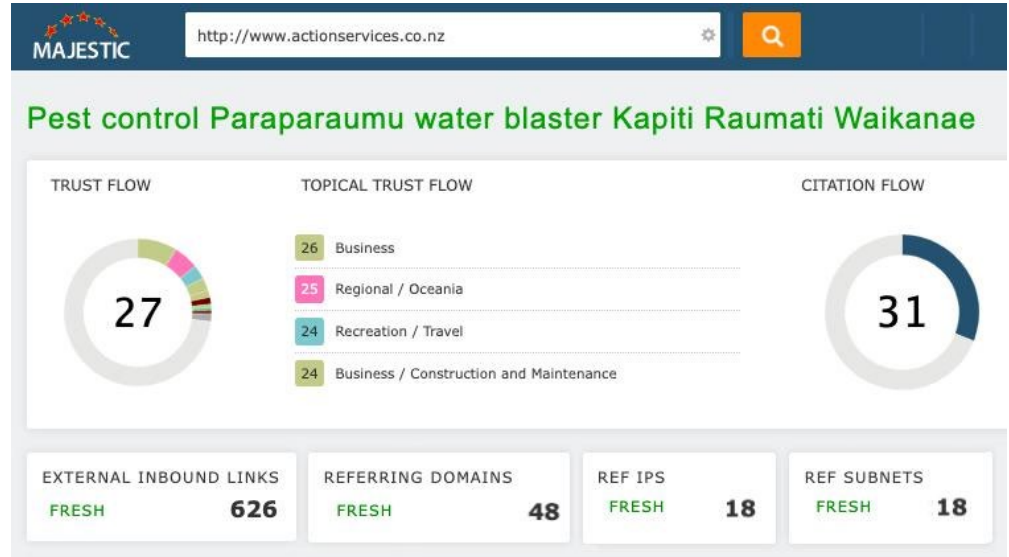 MAJESTIC
http://www.actionservices.co.nz
Pest control Paraparaumu water blaster Kapiti Raumati Waikanae
TRUST FLOW
27
TOPICAL TRUST FLOW
26 Business
25 Regional / Oceania
24 Recreation / Travel
24 Business / Construction and Maintenance
CITATION FLOW
31
EXTERNAL INBOUND LINKS
FRESH 626
REFERRING DOMAINS
FRESH 48
REF IPS
FRESH 18
REF SUBNETS
FRESH 18